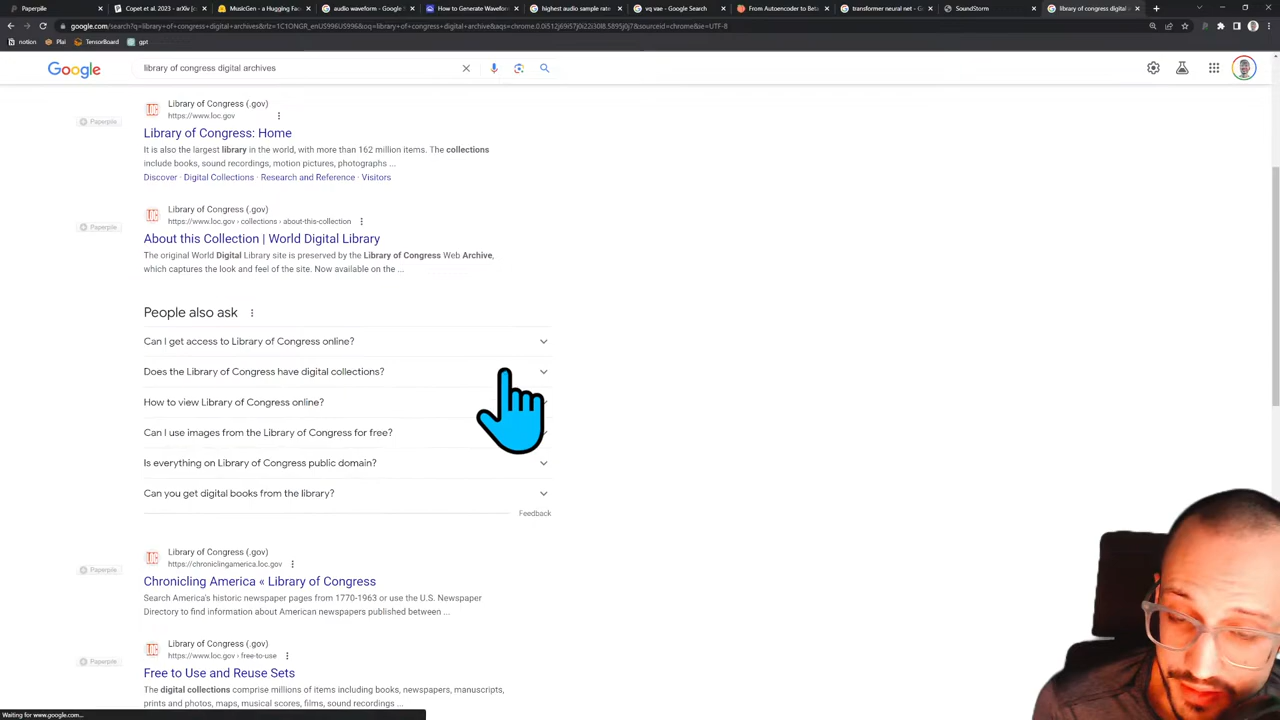 Paperpile
Copet et al. 2023 - arXiv
MusicGen - a Hugging Fac
audio waveform - Google S
How to Generate Waveform
highest audio sample rate
vq vae - Google Search
From Autoencoder to Beta
transformer neural net - G
SoundStorm
library of congress digital a
google.com/search?q=library+of+congress+digital+archives
notion
Plai
TensorBoard
gpt
Google
library of congress digital archives
Library of Congress (.gov)
https://www.loc.gov
Paperpile
Library of Congress: Home
It is also the largest library in the world, with more than 162 million items. The collections
include books, sound recordings, motion pictures, photographs ...
Discover · Digital Collections · Research and Reference · Visitors
Library of Congress (.gov)
https://www.loc.gov › collections › about-this-collection
Paperpile
About this Collection | World Digital Library
The original World Digital Library site is preserved by the Library of Congress Web Archive,
which captures the look and feel of the site. Now available on the ...
People also ask
Can I get access to Library of Congress online?
Does the Library of Congress have digital collections?
How to view Library of Congress online?
Can I use images from the Library of Congress for free?
Is everything on Library of Congress public domain?
Can you get digital books from the library?
Feedback
Library of Congress (.gov)
https://chroniclingamerica.loc.gov
Paperpile
Chronicling America « Library of Congress
Search America's historic newspaper pages from 1770-1963 or use the U.S. Newspaper
Directory to find information about American newspapers published between ...
Library of Congress (.gov)
https://www.loc.gov › free-to-use
Paperpile
Free to Use and Reuse Sets
The digital collections comprise millions of items including books, newspapers, manuscripts,
prints and photos, maps, musical scores, films, sound recordings ...
Waiting for www.google.com...